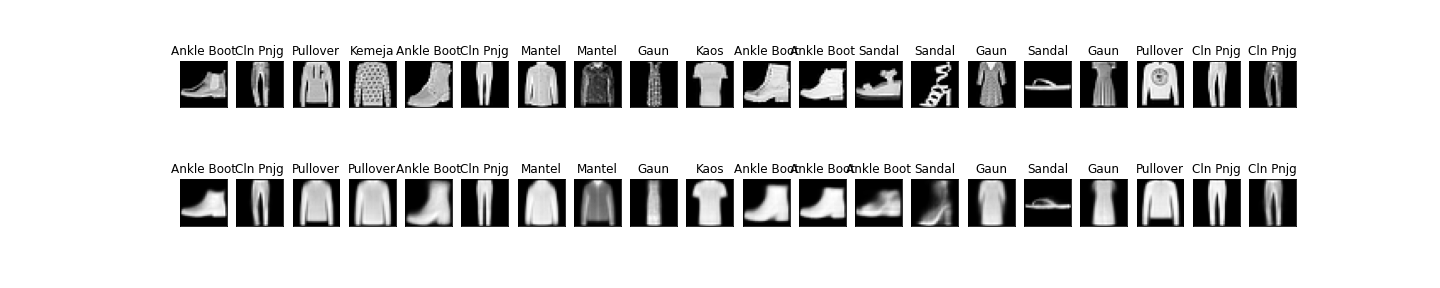 Ankle Boot Cln Pnjg Pullover Kemeja Ankle Boot Cln Pnjg Mantel Mantel Gaun Kaos Ankle Boot Ankle Boot Sandal Sandal Gaun Sandal Gaun Pullover Cln Pnjg Cln Pnjg
Ankle Boot Cln Pnjg Pullover Pullover Ankle Boot Cln Pnjg Mantel Mantel Gaun Kaos Ankle Boot Ankle Boot Ankle Boot Sandal Gaun Sandal Gaun Pullover Cln Pnjg Cln Pnjg